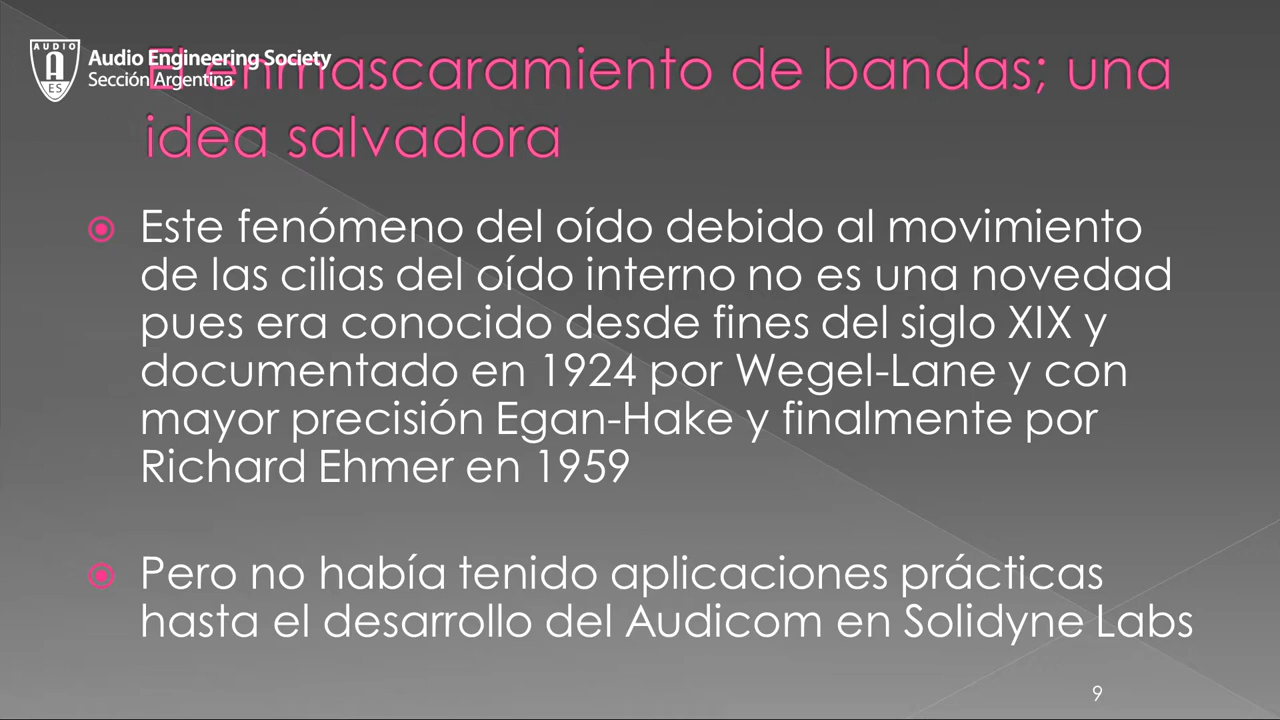 AUDIO
A
ES
Audio Engineering Society
Sección Argentina
El enmascaramiento de bandas; una
idea salvadora
Este fenómeno del oído debido al movimiento
de las cilias del oído interno no es una novedad
pues era conocido desde fines del siglo XIX y
documentado en 1924 por Wegel-Lane y con
mayor precisión Egan-Hake y finalmente por
Richard Ehmer en 1959
Pero no había tenido aplicaciones prácticas
hasta el desarrollo del Audicom en Solidyne Labs
9